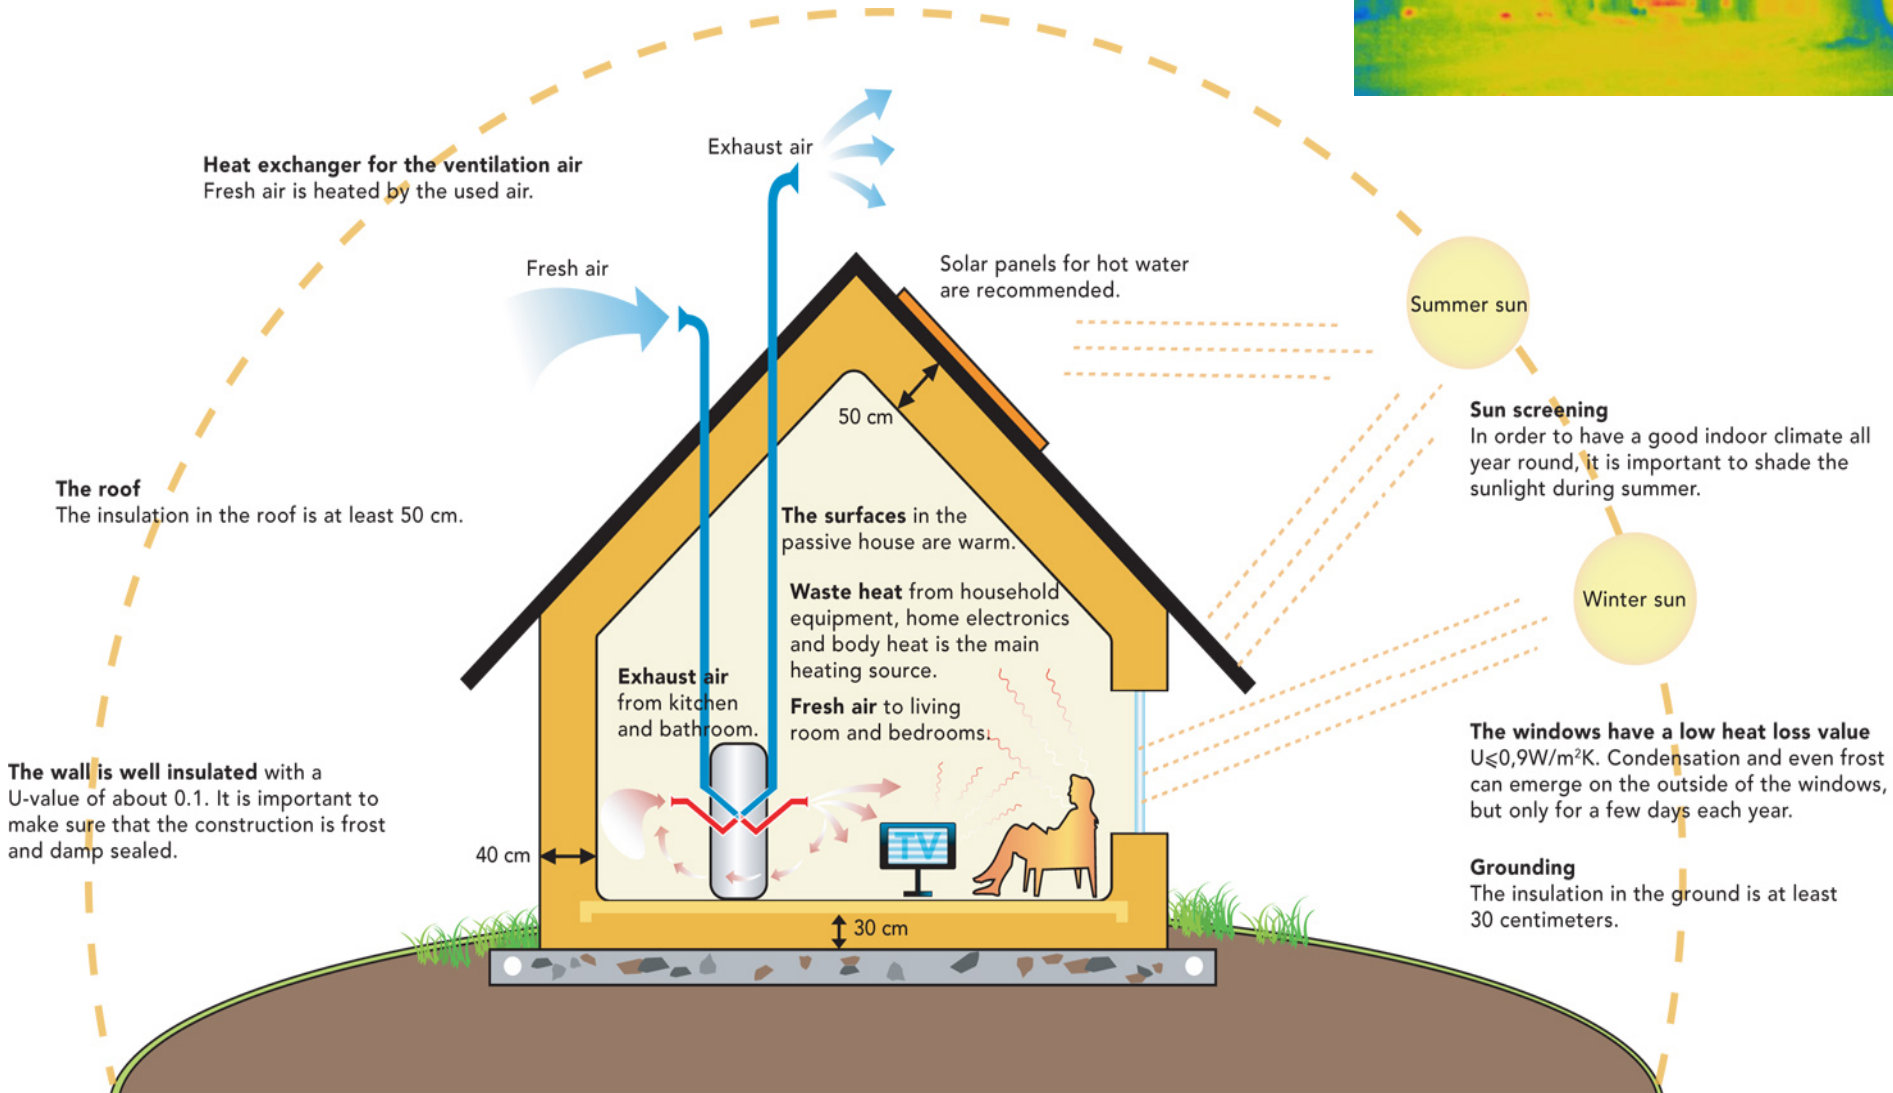 Exhaust air
Heat exchanger for the ventilation air
Fresh air is heated by the used air.
Fresh air
Solar panels for hot water
are recommended.
Summer sun
50 cm
Sun screening
In order to have a good indoor climate all
year round, it is important to shade the
sunlight during summer.
The roof
The insulation in the roof is at least 50 cm.
The surfaces in the
passive house are warm.
Waste heat from household
equipment, home electronics
and body heat is the main
heating source.
Winter sun
Exhaust air
from kitchen
and bathroom.
Fresh air to living
room and bedrooms.
The windows have a low heat loss value
U⩽0,9W/m²K. Condensation and even frost
can emerge on the outside of the windows,
but only for a few days each year.
The wall is well insulated with a
U-value of about 0.1. It is important to
make sure that the construction is frost
and damp sealed.
40 cm
TV
Grounding
The insulation in the ground is at least
30 centimeters.
30 cm